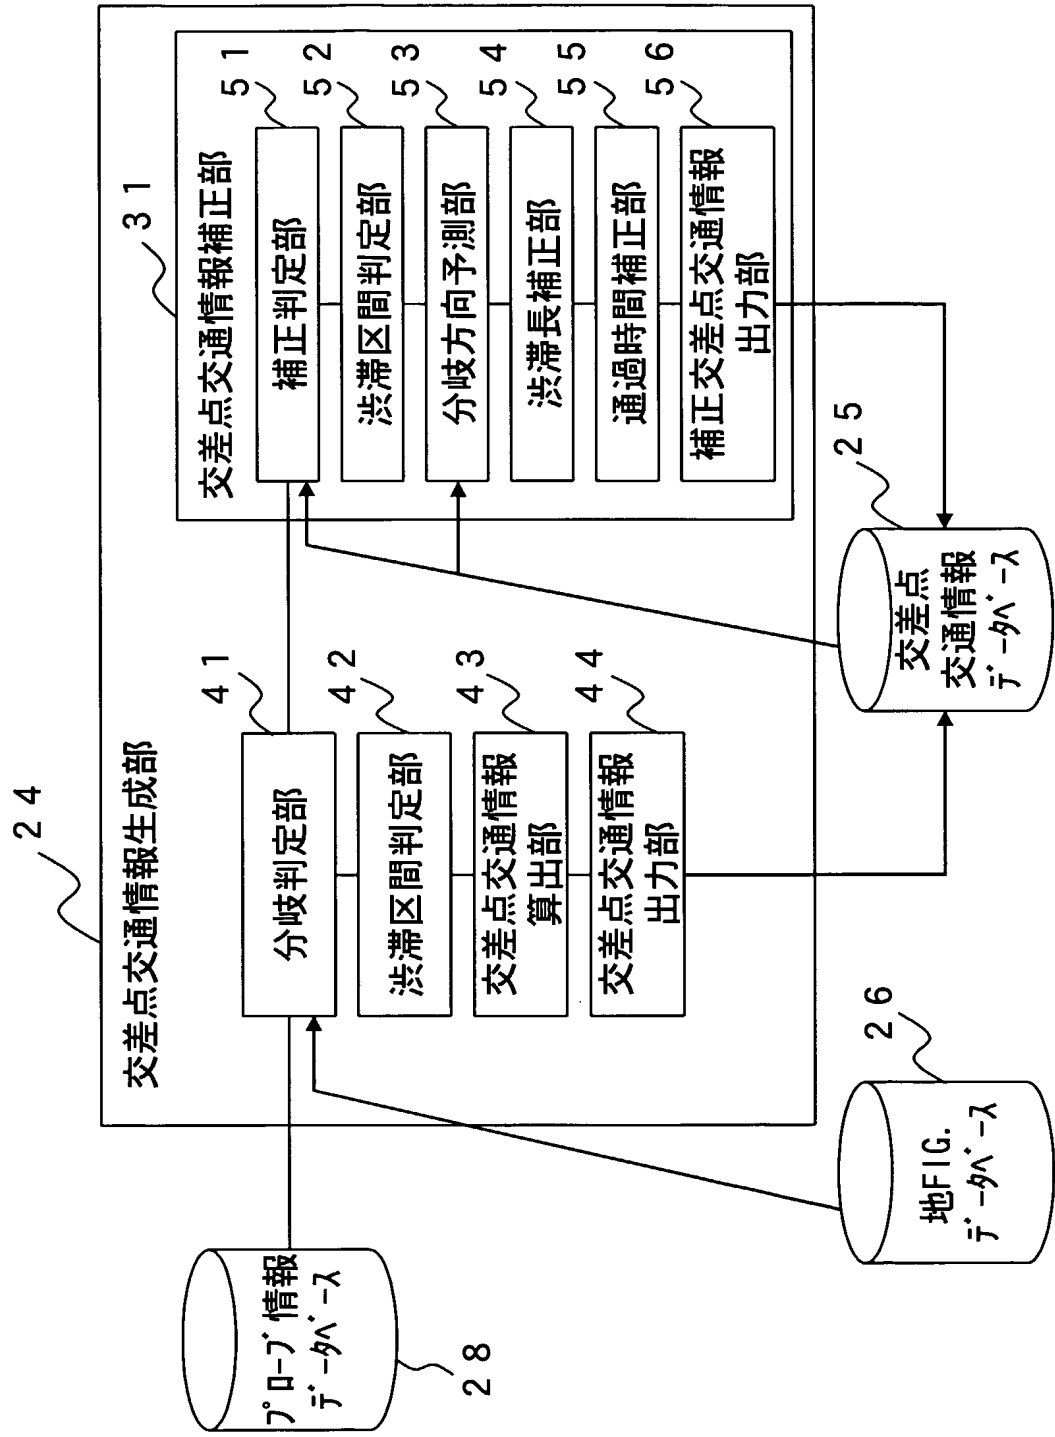 24
交差点交通情報生成部
31
交差点交通情報補正部
プローブ情報
データベース
28
分岐判定部
41
渋滞区間判定部
42
交差点交通情報
算出部
43
交差点交通情報
出力部
44
補正判定部
51
渋滞区間判定部
52
分岐方向予測部
53
渋滞長補正部
54
通過時間補正部
55
補正交差点交通情報
出力部
56
地FIG.
データベース
26
交差点
交通情報
データベース
25